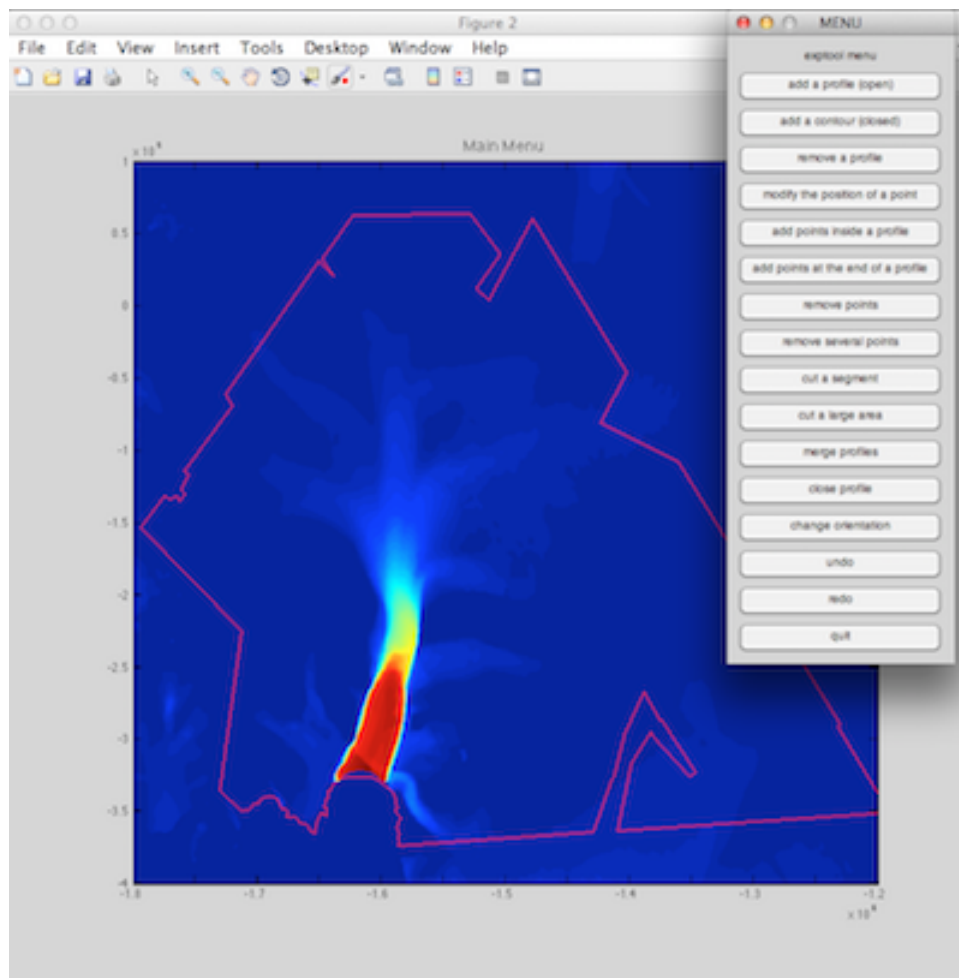 Figure 2
File Edit View Insert Tools Desktop Window Help
MENU
exptool menu
add a profile (open)
add a contour (closed)
remove a profile
modify the position of a point
add points inside a profile
add points at the end of a profile
remove points
remove several points
cut a segment
cut a large area
merge profiles
close profile
change orientation
undo
redo
quit
Main Menu
1
0.5
0
-0.5
-1
-1.5
-2
-2.5
-3
-3.5
-4
-1.8 -1.7 -1.6 -1.5 -1.4 -1.3 -1.2